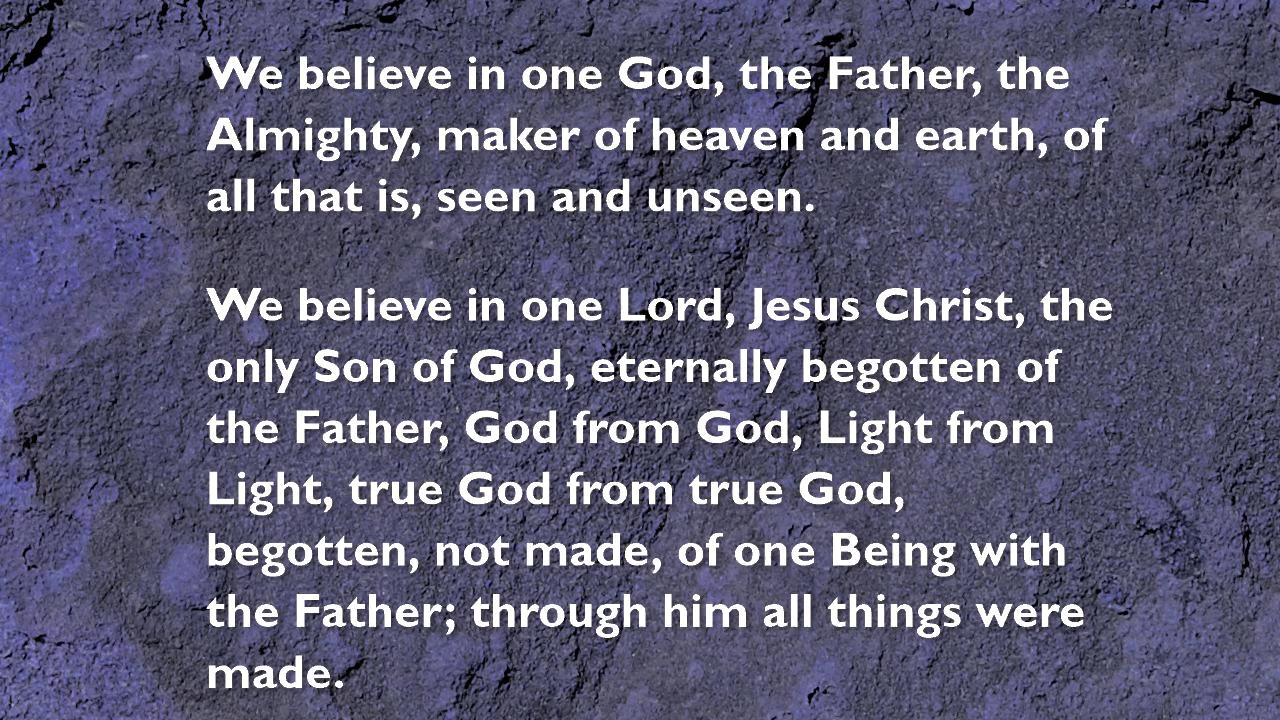 We believe in one God, the Father, the
Almighty, maker of heaven and earth, of
all that is, seen and unseen.
We believe in one Lord, Jesus Christ, the
only Son of God, eternally begotten of
the Father, God from God, Light from
Light, true God from true God,
begotten, not made, of one Being with
the Father; through him all things were
made.